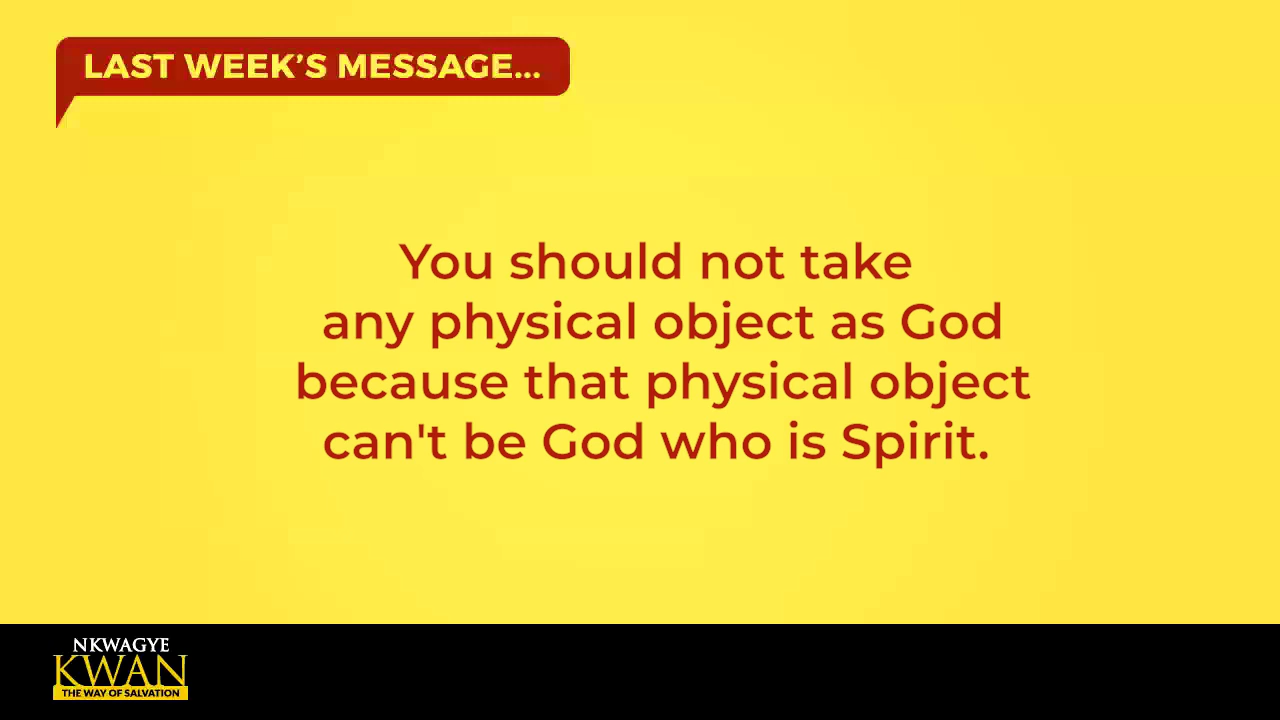 LAST WEEK’S MESSAGE...
You should not take
any physical object as God
because that physical object
can't be God who is Spirit.
NKWAGYE
KWAN
THE WAY OF SALVATION